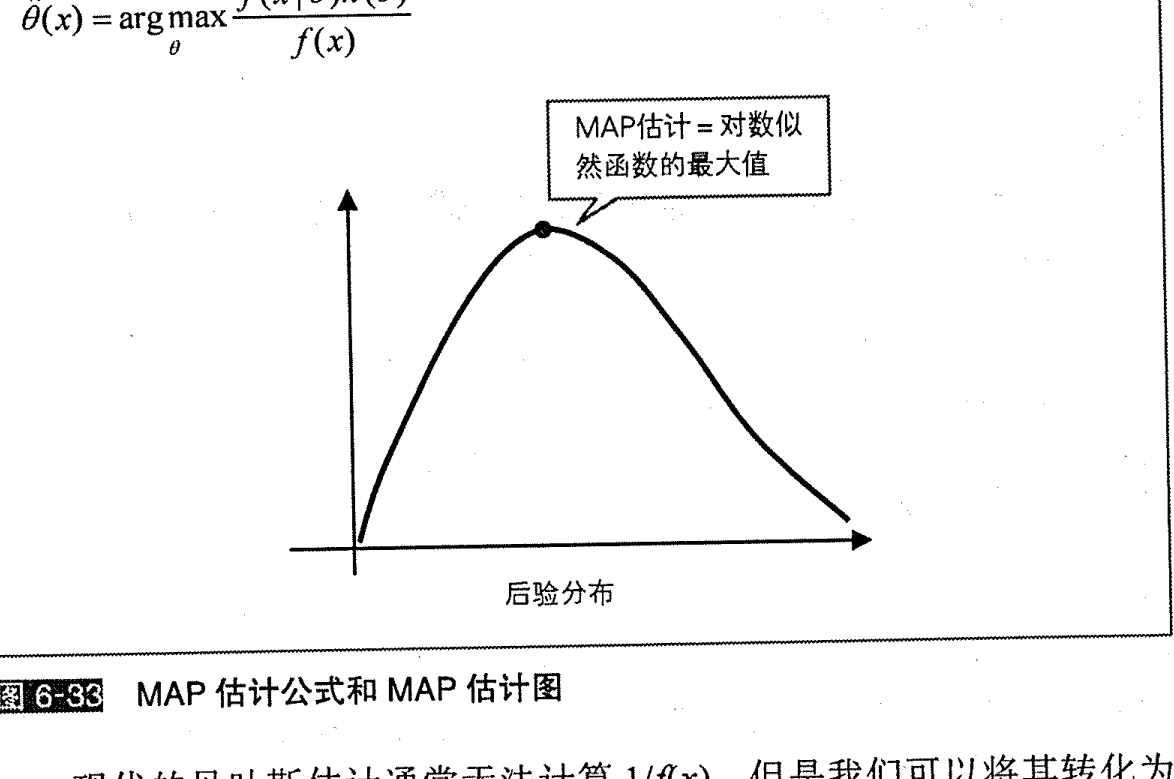 θ̂(x) = arg max_θ f(x|θ)π(θ) / f(x)
MAP估计 = 对数似
然函数的最大值
后验分布
图 6-33 MAP 估计公式和 MAP 估计图
现代的贝叶斯估计通常无法计算 1/f(x)，但是我们可以将其转化为